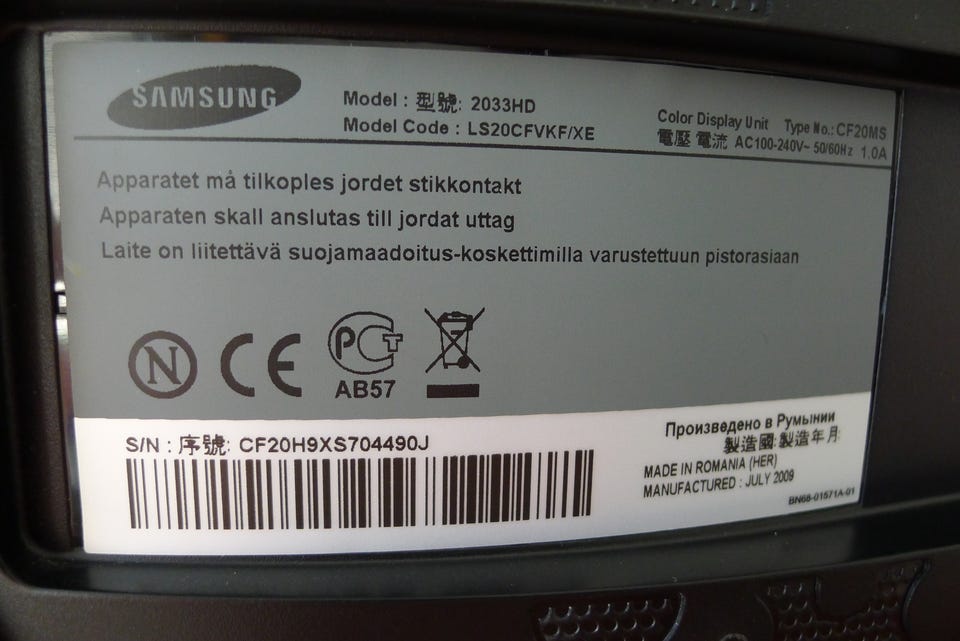 SAMSUNG
Model : 型號: 2033HD
Model Code : LS20CFVKF/XE
Color Display Unit Type No.: CF20MS
電壓 電流 AC100-240V~ 50/60Hz 1.0A
Apparatet må tilkoples jordet stikkontakt
Apparaten skall anslutas till jordat uttag
Laite on liitettävä suojamaadoitus-koskettimilla varustettuun pistorasiaan
N CE PCT
AB57
S/N : 序號: CF20H9XS704490J
Произведено в Румынии
製造國:製造年月:
MADE IN ROMANIA (HER)
MANUFACTURED : JULY 2009
BN68-01571A-01